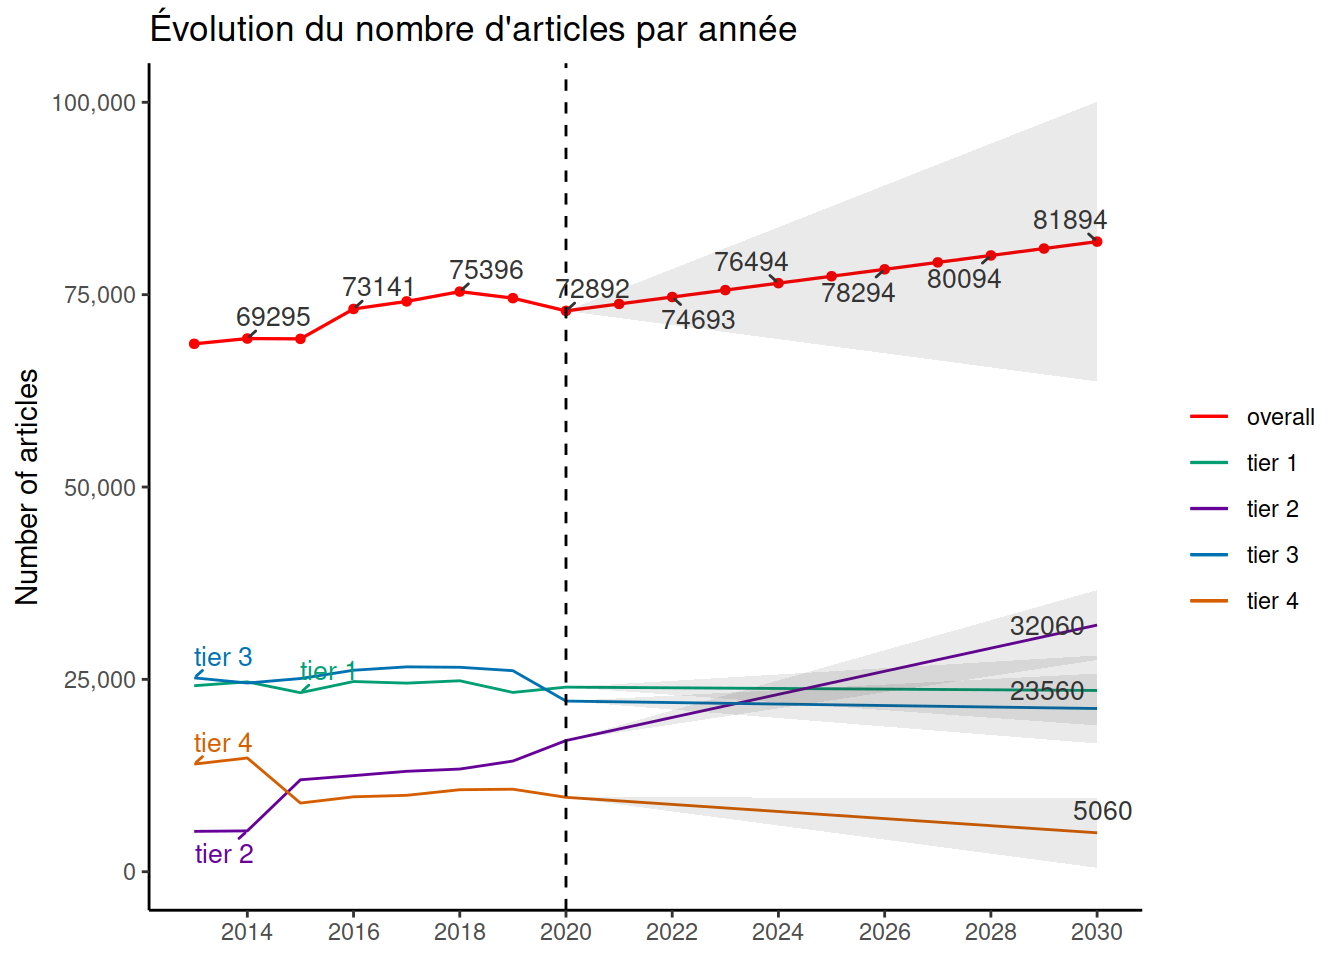 Évolution du nombre d'articles par année
Number of articles
100,000
75,000
50,000
25,000
0
69295
73141
75396
72892
74693
76494
78294
80094
81894
tier 3
tier 1
tier 4
tier 2
32060
23560
5060
2014
2016
2018
2020
2022
2024
2026
2028
2030
overall
tier 1
tier 2
tier 3
tier 4